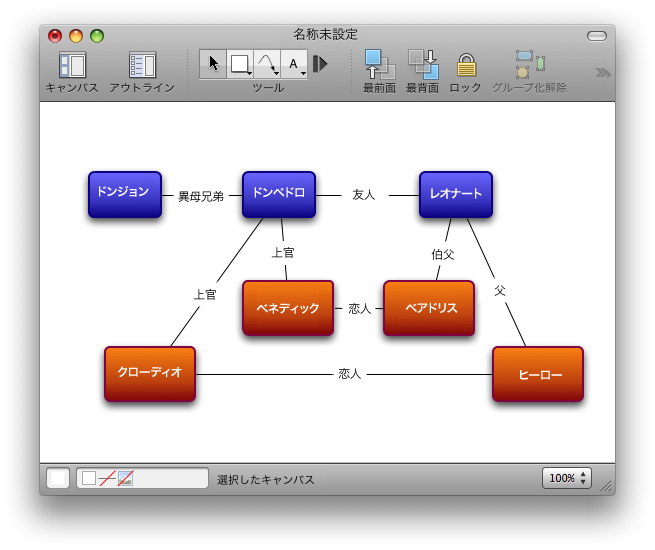 名称未設定
キャンバス
アウトライン
A
ツール
最前面
最背面
ロック
グループ化解除
ドンジョン
異母兄弟
ドンペドロ
友人
レオナート
上官
伯父
上官
父
ベネディック
恋人
ベアドリス
クローディオ
恋人
ヒーロー
選択したキャンバス
100%